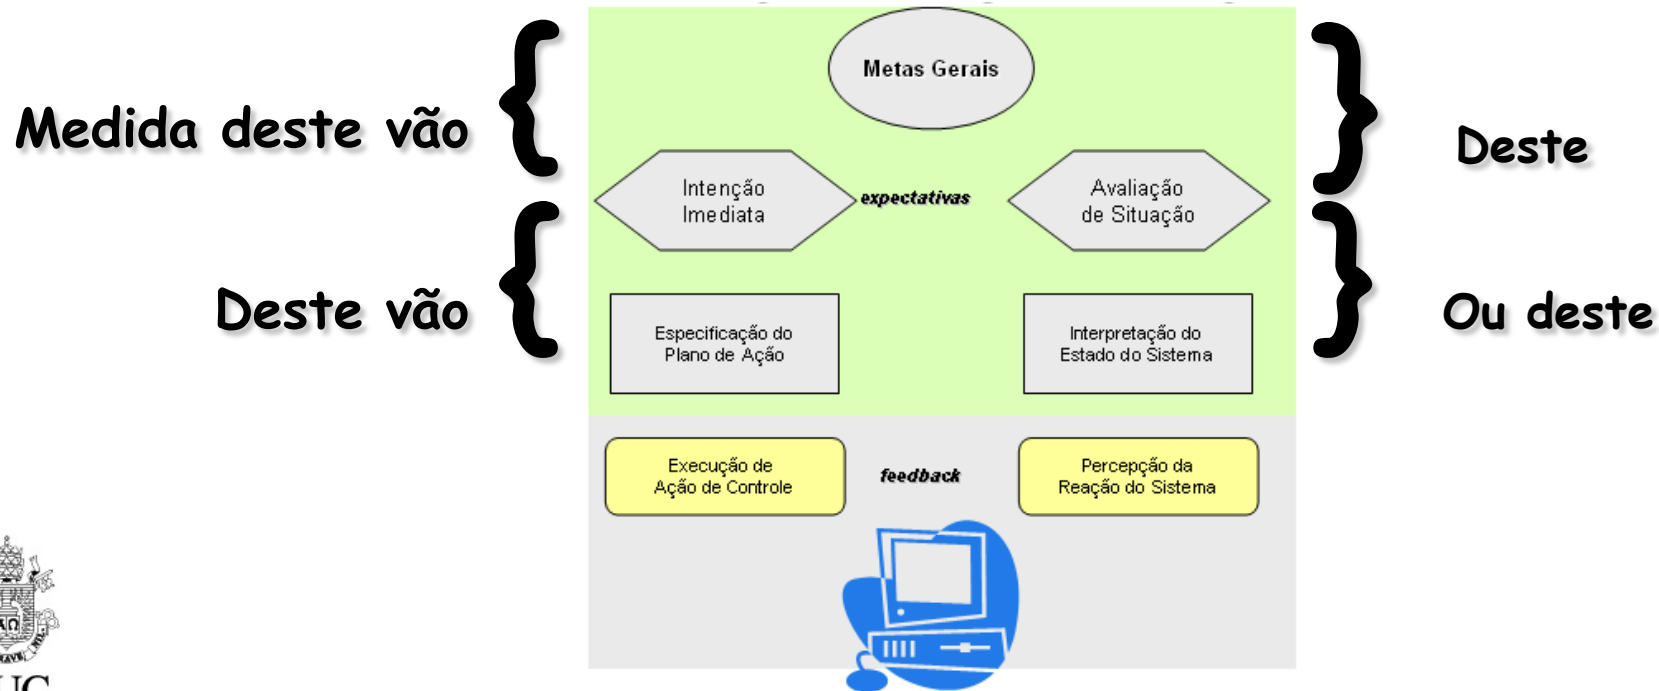 Metas Gerais
Medida deste vão
Deste
Intenção
Imediata
expectativas
Avaliação
de Situação
Deste vão
Ou deste
Especificação do
Plano de Ação
Interpretação do
Estado do Sistema
Execução de
Ação de Controle
feedback
Percepção da
Reação do Sistema